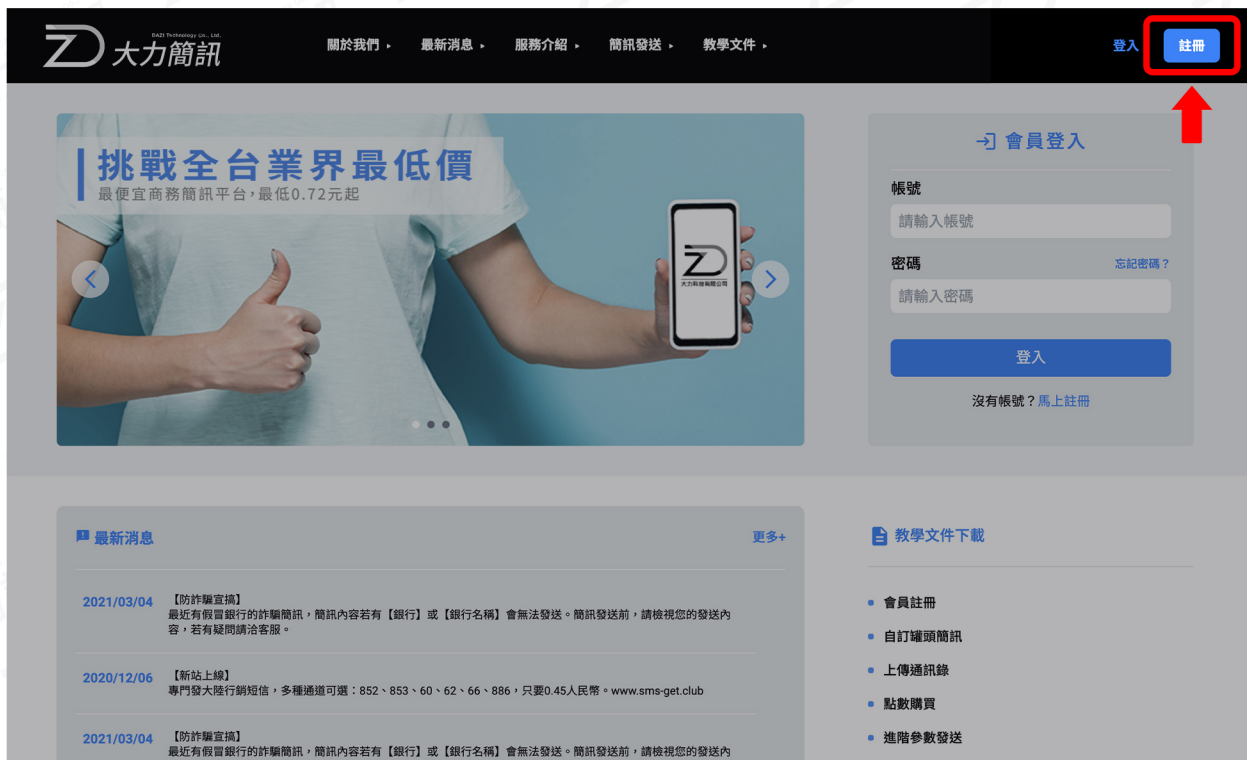 DAZI Technology Co., Ltd.
大力簡訊
關於我們
最新消息
服務介紹
簡訊發送
教學文件
登入
註冊
挑戰全台業界最低價
最便宜商務簡訊平台,最低0.72元起
大力科技有限公司
會員登入
帳號
請輸入帳號
密碼
忘記密碼?
請輸入密碼
登入
沒有帳號?馬上註冊
最新消息
更多+
2021/03/04
【防詐騙宣搞】
最近有假冒銀行的詐騙簡訊,簡訊內容若有【銀行】或【銀行名稱】會無法發送。簡訊發送前,請檢視您的發送內
容,若有疑問請洽客服。
2020/12/06
【新站上線】
專門發大陸行銷短信,多種通道可選:852、853、60、62、66、886,只要0.45人民幣。www.sms-get.club
2021/03/04
【防詐騙宣搞】
最近有假冒銀行的詐騙簡訊,簡訊內容若有【銀行】或【銀行名稱】會無法發送。簡訊發送前,請檢視您的發送內
教學文件下載
會員註冊
自訂罐頭簡訊
上傳通訊錄
點數購買
進階參數發送